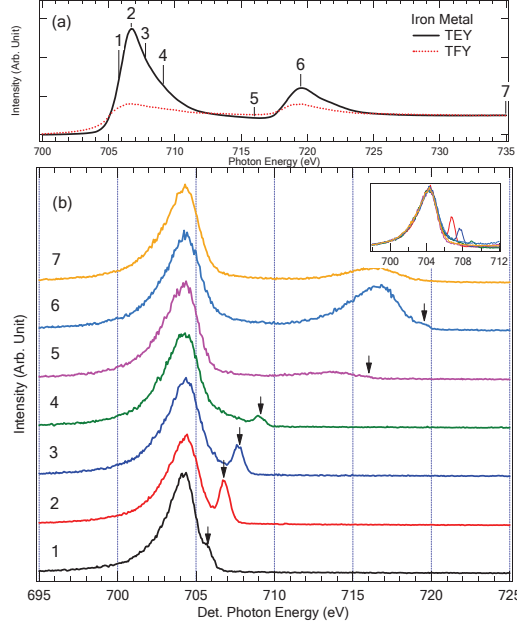 (a)
Iron Metal
TEY
TFY
Intensity (Arb. Unit)
1
2
3
4
5
6
7
700 705 710 715 720 725 730 735
Photon Energy (eV)
(b)
700 704 708 712
7
6
5
4
3
2
1
Intensity (Arb. Unit)
695 700 705 710 715 720 725
Det. Photon Energy (eV)